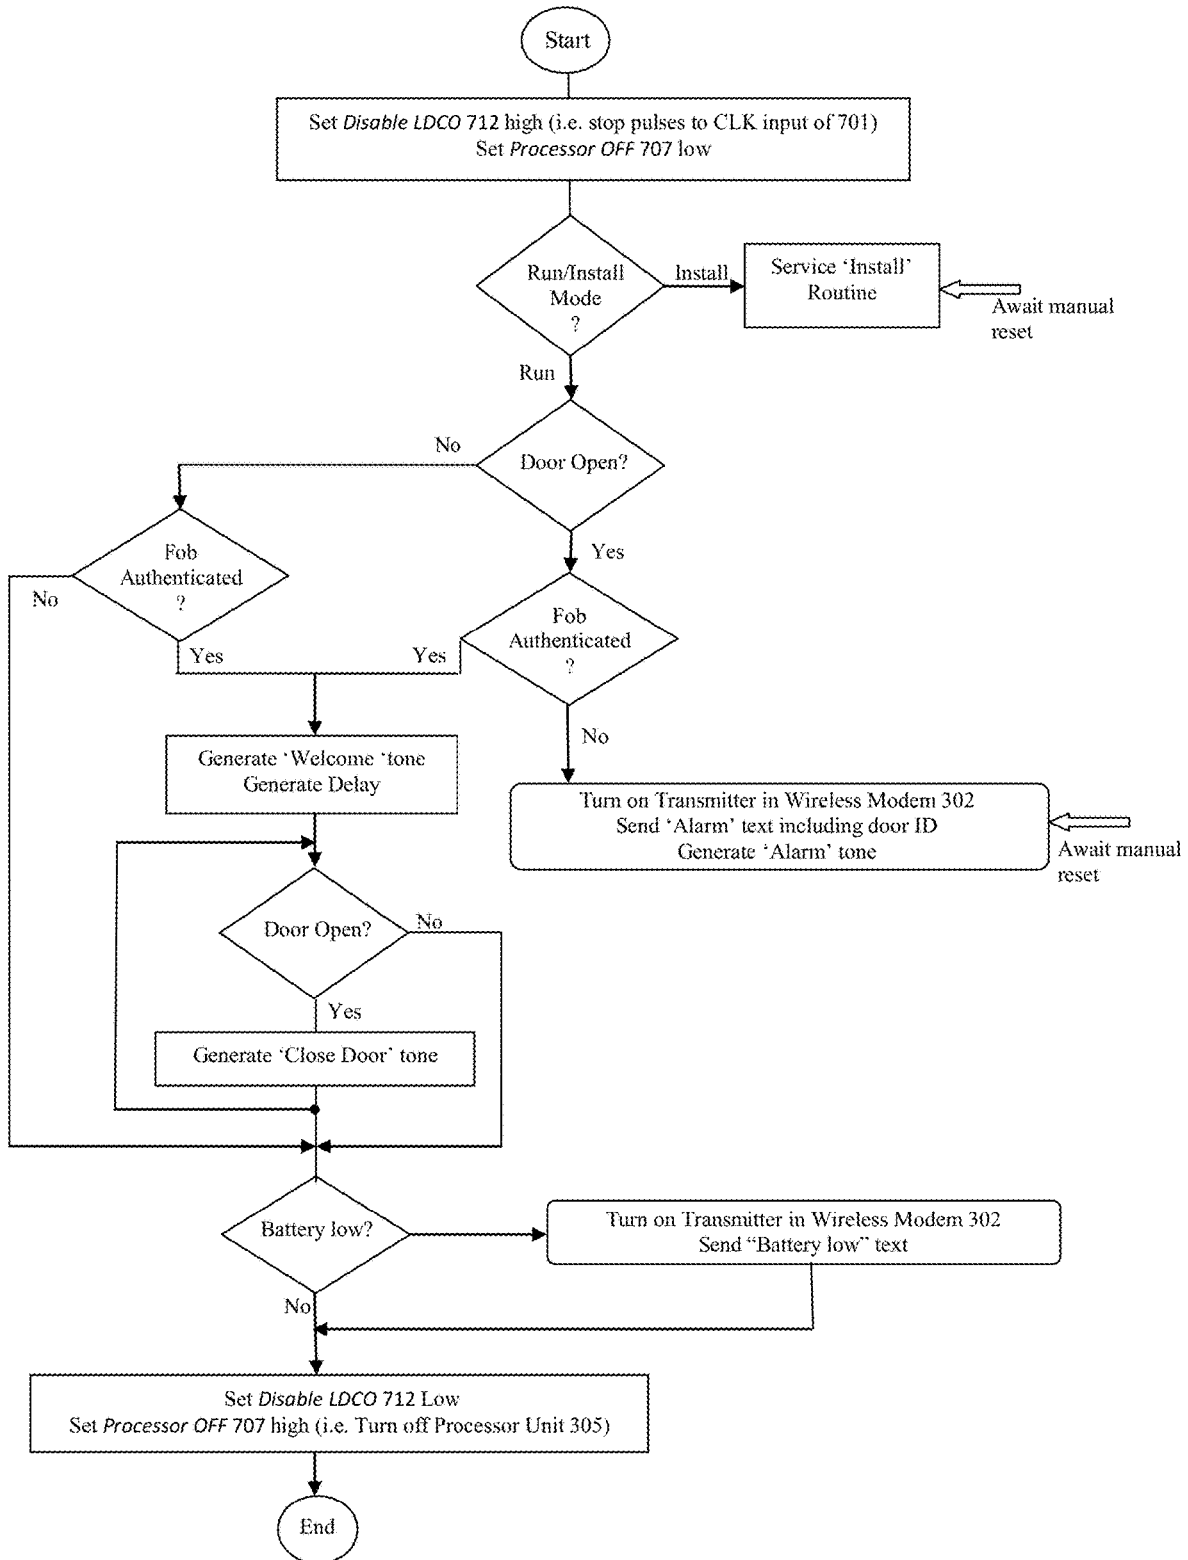 Start
Set Disable LDCO 712 high (i.e. stop pulses to CLK input of 701)
Set Processor OFF 707 low
Run/Install
Mode
?
Install
Service ‘Install’
Routine
Await manual
reset
Run
Door Open?
No
Yes
Fob
Authenticated
?
No
Yes
Fob
Authenticated
?
Yes
No
Generate ‘Welcome ‘tone
Generate Delay
Turn on Transmitter in Wireless Modem 302
Send ‘Alarm’ text including door ID
Generate ‘Alarm’ tone
Await manual
reset
Door Open?
No
Yes
Generate ‘Close Door’ tone
Battery low?
Turn on Transmitter in Wireless Modem 302
Send “Battery low” text
No
Set Disable LDCO 712 Low
Set Processor OFF 707 high (i.e. Turn off Processor Unit 305)
End